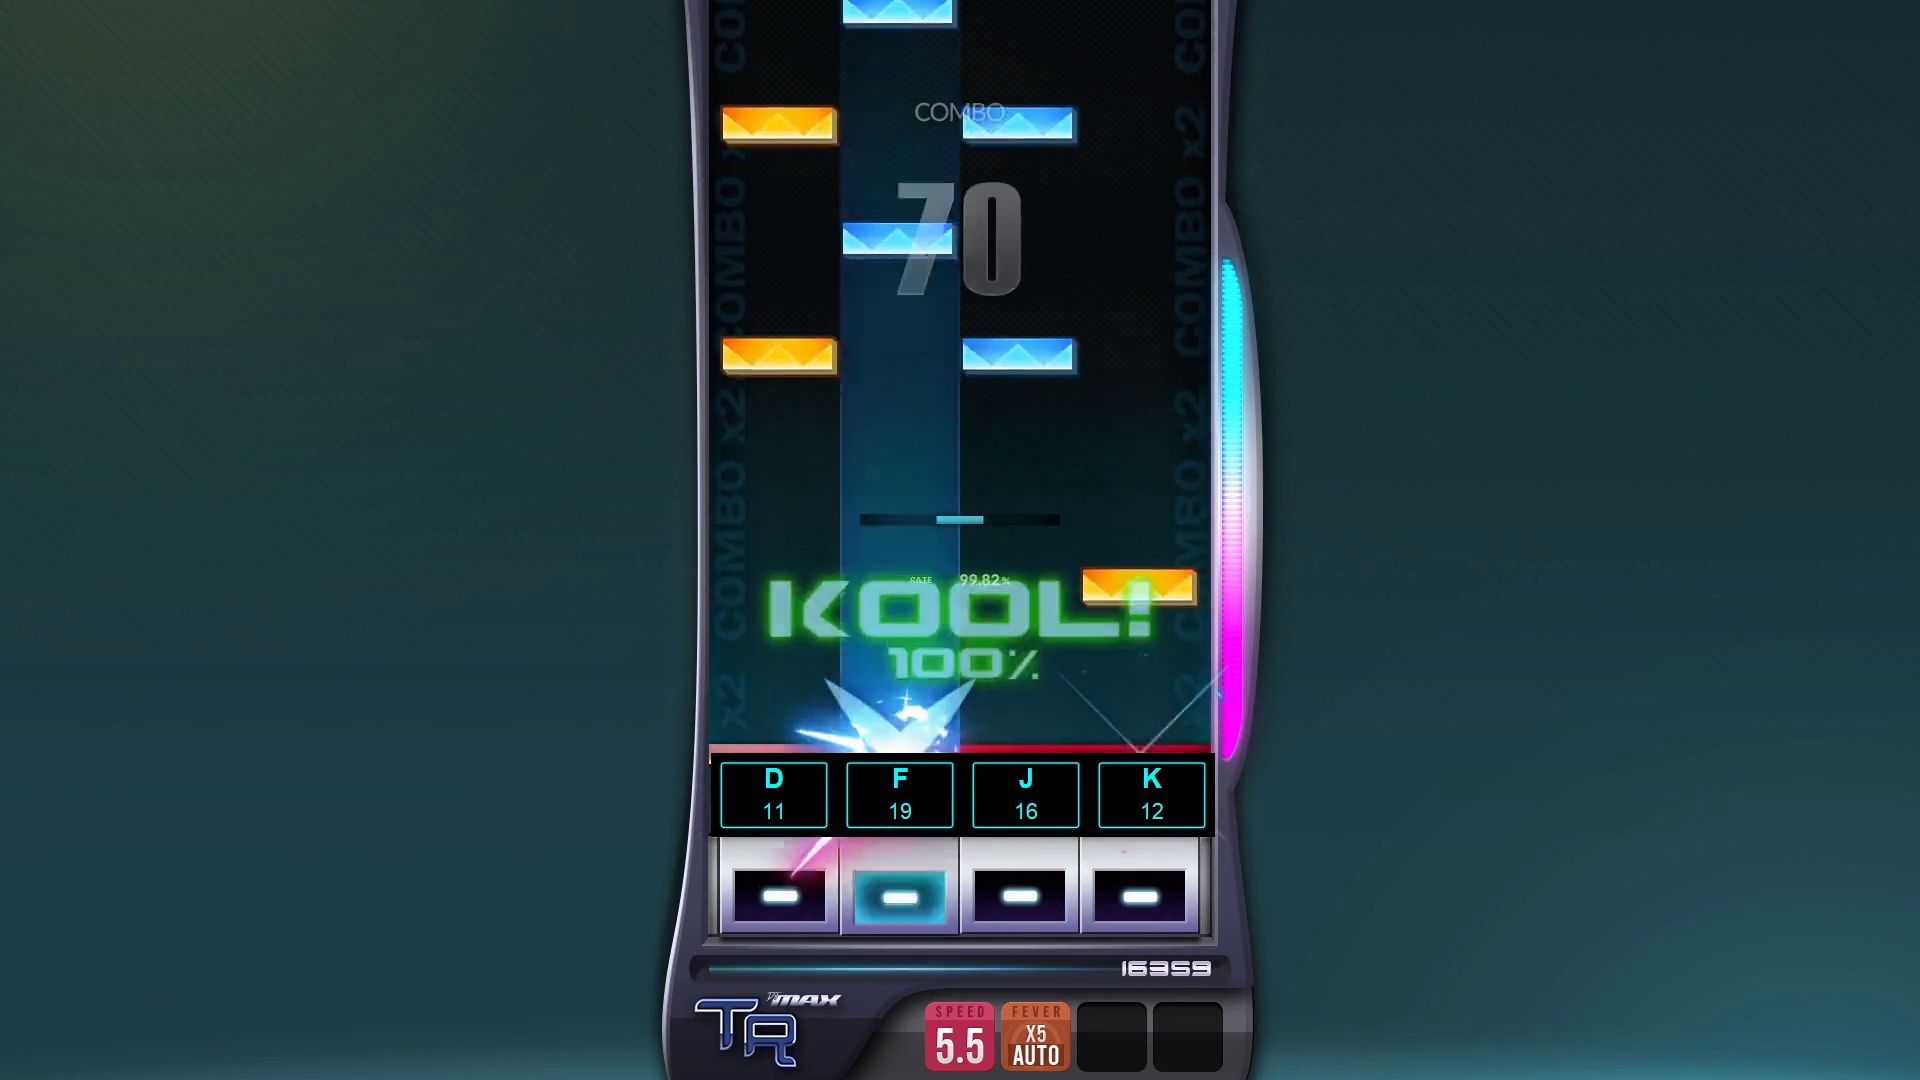 COMBO
70
COMBO x2 COMBO x2 COMBO x2
COMBO x2 COMBO x2 COMBO x2
RATE 99.82%
KOOL!
100%
D F J K
11 19 16 12
16359
MAX
TR
SPEED
5.5
FEVER
X5
AUTO